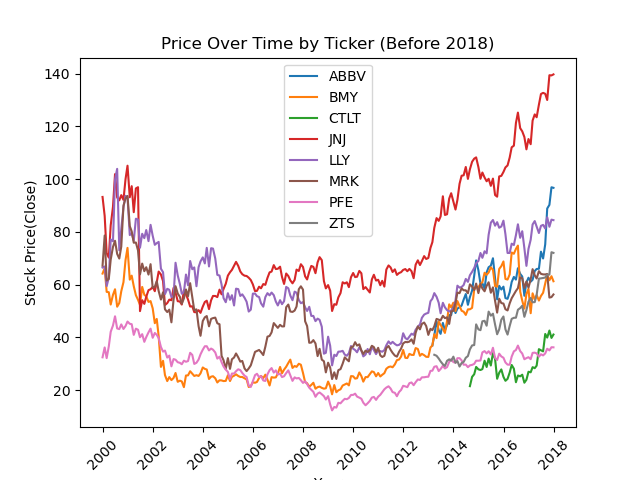 Price Over Time by Ticker (Before 2018)
Stock Price(Close)
140
120
100
80
60
40
20
ABBV
BMY
CTLT
JNJ
LLY
MRK
PFE
ZTS
2000
2002
2004
2006
2008
2010
2012
2014
2016
2018